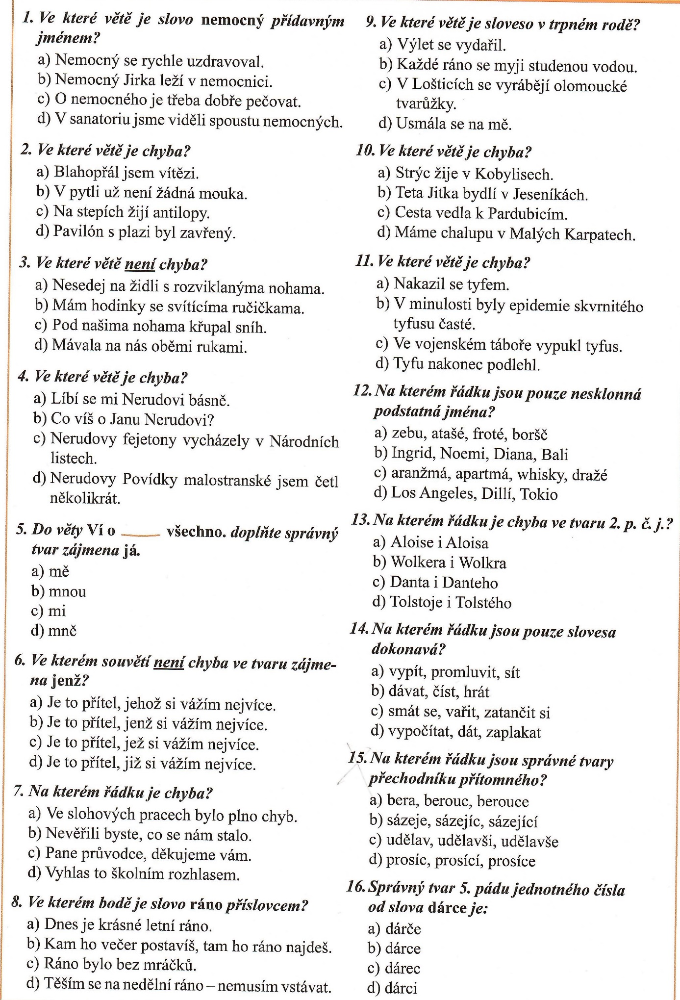 1. Ve které větě je slovo nemocný přídavným
jménem?
a) Nemocný se rychle uzdravoval.
b) Nemocný Jirka leží v nemocnici.
c) O nemocného je třeba dobře pečovat.
d) V sanatoriu jsme viděli spoustu nemocných.
2. Ve které větě je chyba?
a) Blahopřál jsem vítězi.
b) V pytli už není žádná mouka.
c) Na stepích žijí antilopy.
d) Pavilón s plazi byl zavřený.
3. Ve které větě není chyba?
a) Nesedej na židli s rozviklanýma nohama.
b) Mám hodinky se svítícíma ručičkama.
c) Pod našima nohama křupal sníh.
d) Mávala na nás oběmi rukami.
4. Ve které větě je chyba?
a) Líbí se mi Nerudovi básně.
b) Co víš o Janu Nerudovi?
c) Nerudovy fejetony vycházely v Národních
listech.
d) Nerudovy Povídky malostranské jsem četl
několikrát.
5. Do věty Ví o _____ všechno. doplňte správný
tvar zájmena já.
a) mě
b) mnou
c) mi
d) mně
6. Ve kterém souvětí není chyba ve tvaru zájme-
na jenž?
a) Je to přítel, jehož si vážím nejvíce.
b) Je to přítel, jenž si vážím nejvíce.
c) Je to přítel, jež si vážím nejvíce.
d) Je to přítel, již si vážím nejvíce.
7. Na kterém řádku je chyba?
a) Ve slohových pracech bylo plno chyb.
b) Nevěřili byste, co se nám stalo.
c) Pane průvodce, děkujeme vám.
d) Vyhlas to školním rozhlasem.
8. Ve kterém bodě je slovo ráno příslovcem?
a) Dnes je krásné letní ráno.
b) Kam ho večer postavíš, tam ho ráno najdeš.
c) Ráno bylo bez mráčků.
d) Těším se na nedělní ráno – nemusím vstávat.
9. Ve které větě je sloveso v trpném rodě?
a) Výlet se vydařil.
b) Každé ráno se myji studenou vodou.
c) V Lošticích se vyrábějí olomoucké
tvarůžky.
d) Usmála se na mě.
10. Ve které větě je chyba?
a) Strýc žije v Kobylisech.
b) Teta Jitka bydlí v Jeseníkách.
c) Cesta vedla k Pardubicím.
d) Máme chalupu v Malých Karpatech.
11. Ve které větě je chyba?
a) Nakazil se tyfem.
b) V minulosti byly epidemie skvrnitého
tyfusu časté.
c) Ve vojenském táboře vypukl tyfus.
d) Tyfu nakonec podlehl.
12. Na kterém řádku jsou pouze nesklonná
podstatná jména?
a) zebu, atašé, froté, boršč
b) Ingrid, Noemi, Diana, Bali
c) aranžmá, apartmá, whisky, dražé
d) Los Angeles, Dillí, Tokio
13. Na kterém řádku je chyba ve tvaru 2. p. č. j.?
a) Aloise i Aloisa
b) Wolkera i Wolkra
c) Danta i Danteho
d) Tolstoje i Tolstého
14. Na kterém řádku jsou pouze slovesa
dokonavá?
a) vypít, promluvit, sít
b) dávat, číst, hrát
c) smát se, vařit, zatančit si
d) vypočítat, dát, zaplakat
15. Na kterém řádku jsou správné tvary
přechodníku přítomného?
a) bera, berouc, berouce
b) sázeje, sázejíc, sázející
c) udělav, udělavši, udělavše
d) prosíc, prosící, prosíce
16. Správný tvar 5. pádu jednotného čísla
od slova dárce je:
a) dárče
b) dárce
c) dárec
d) dárci